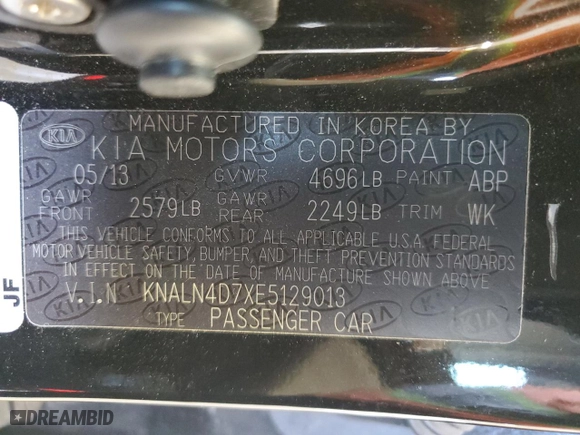 MANUFACTURED IN KOREA BY
KIA KIA MOTORS CORPORATION
05/13 GVWR 4696LB PAINT ABP
GAWR FRONT 2579LB GAWR REAR 2249LB TRIM WK
THIS VEHICLE CONFORMS TO ALL APPLICABLE U.S.A. FEDERAL
MOTOR VEHICLE SAFETY, BUMPER, AND THEFT PREVENTION STANDARDS
IN EFFECT ON THE DATE OF MANUFACTURE SHOWN ABOVE
V.I.N. KNALN4D7XE5129013
TYPE PASSENGER CAR
JF
DREAMBID